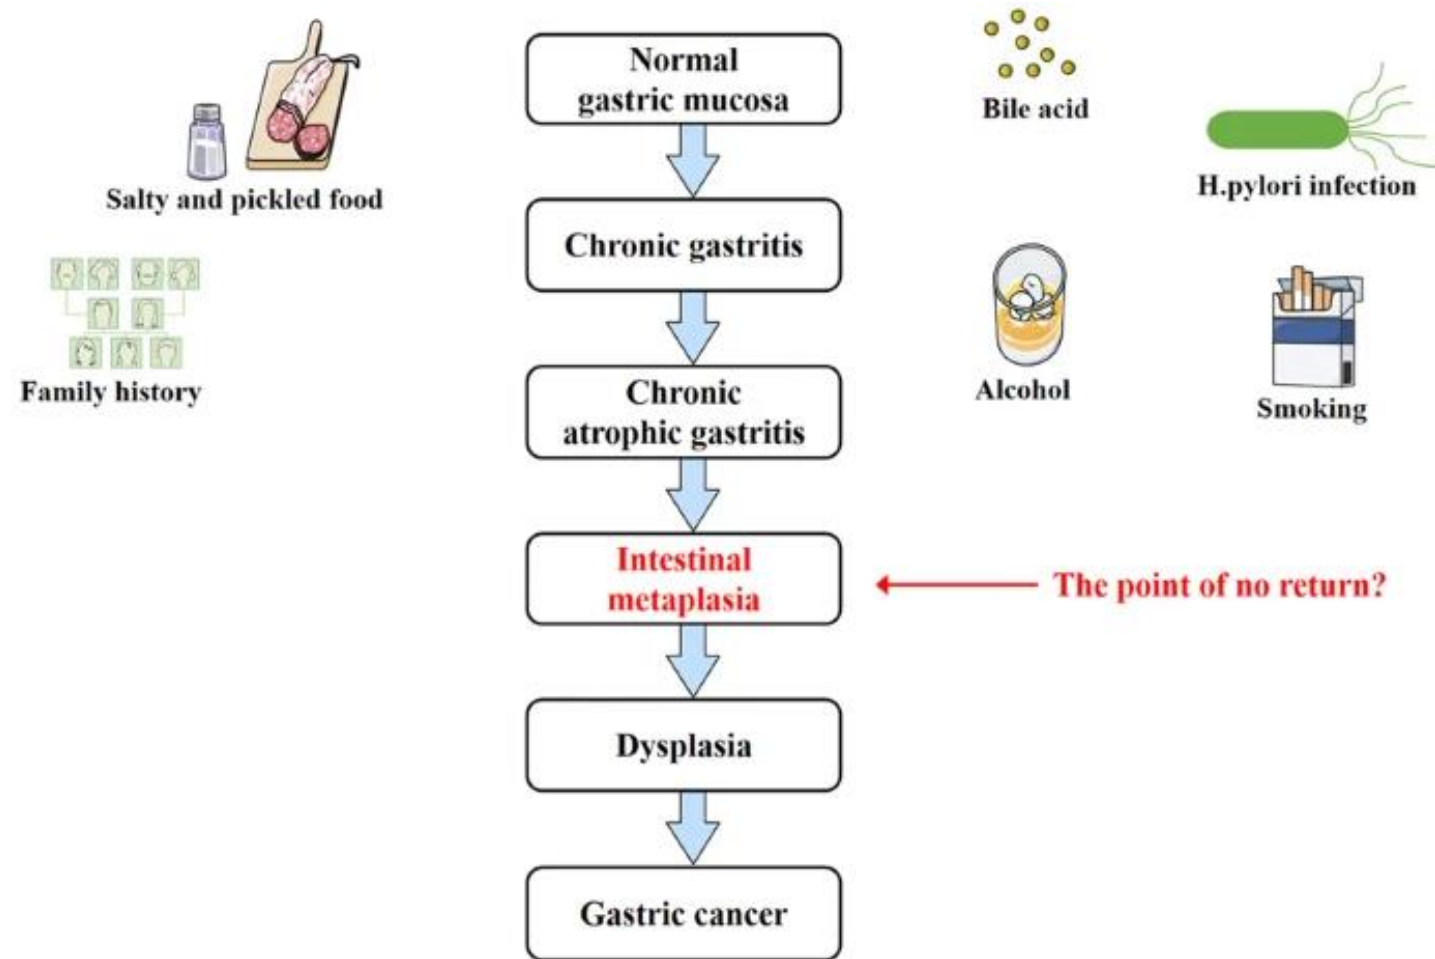 Normal
gastric mucosa
Bile acid
H.pylori infection
Salty and pickled food
Chronic gastritis
Family history
Alcohol
Smoking
Chronic
atrophic gastritis
Intestinal
metaplasia
The point of no return?
Dysplasia
Gastric cancer